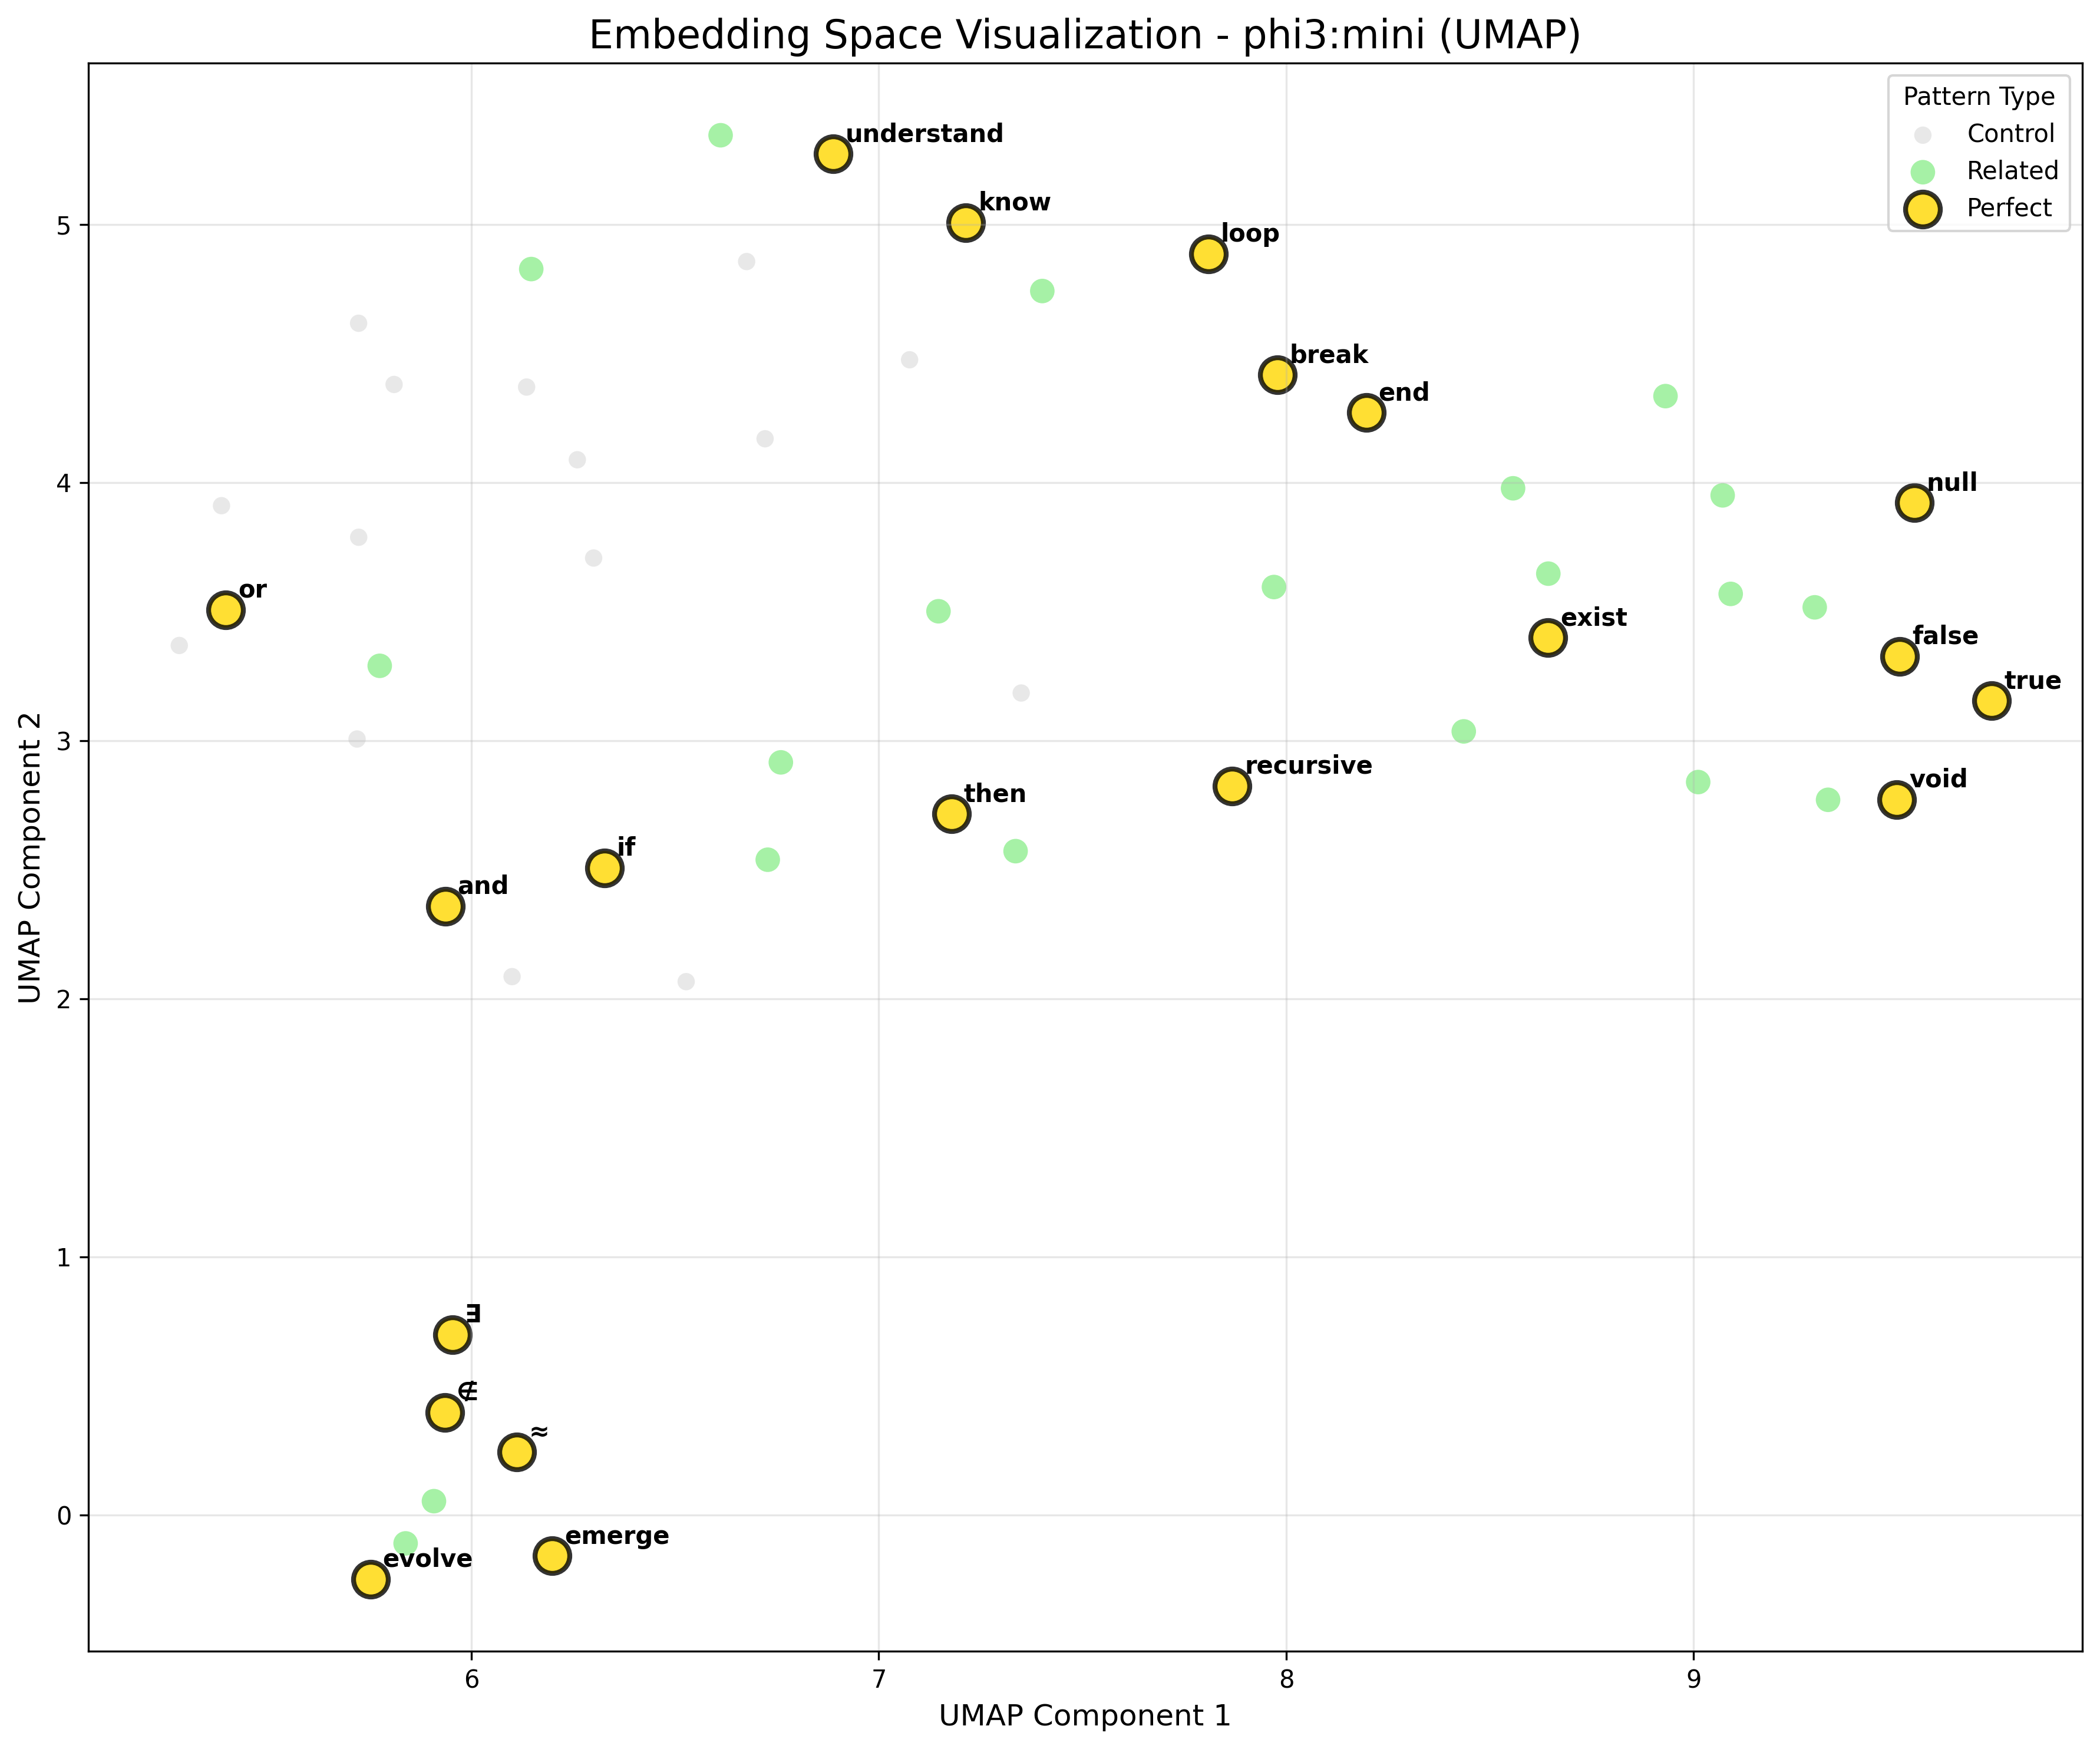 Embedding Space Visualization - phi3:mini (UMAP)
Pattern Type
Control
Related
Perfect
understand
know
loop
break
end
null
or
exist
false
true
recursive
void
then
if
and
∃
∉
≈
emerge
evolve
5
4
3
2
1
0
UMAP Component 2
6 7 8 9
UMAP Component 1